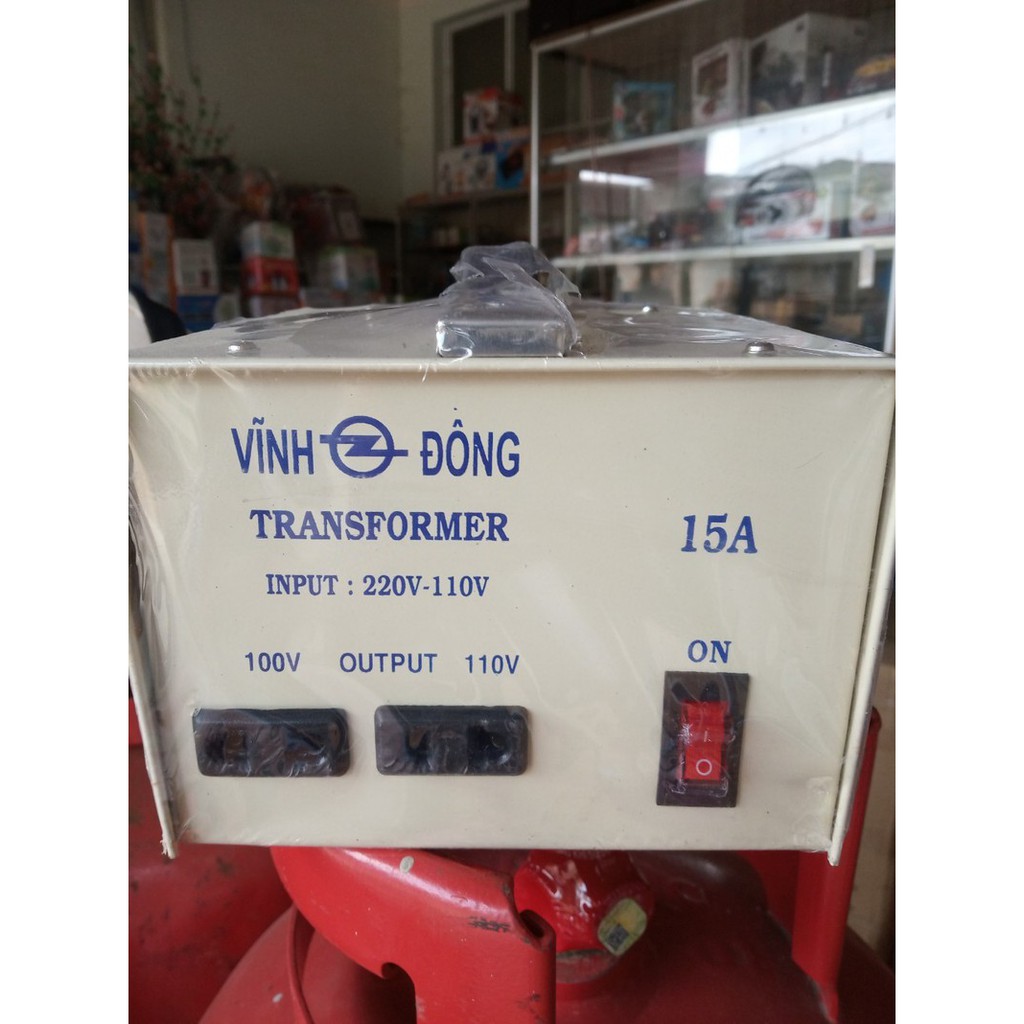 VĨNH ĐÔNG
TRANSFORMER
15A
INPUT : 220V-110V
100V OUTPUT 110V
ON